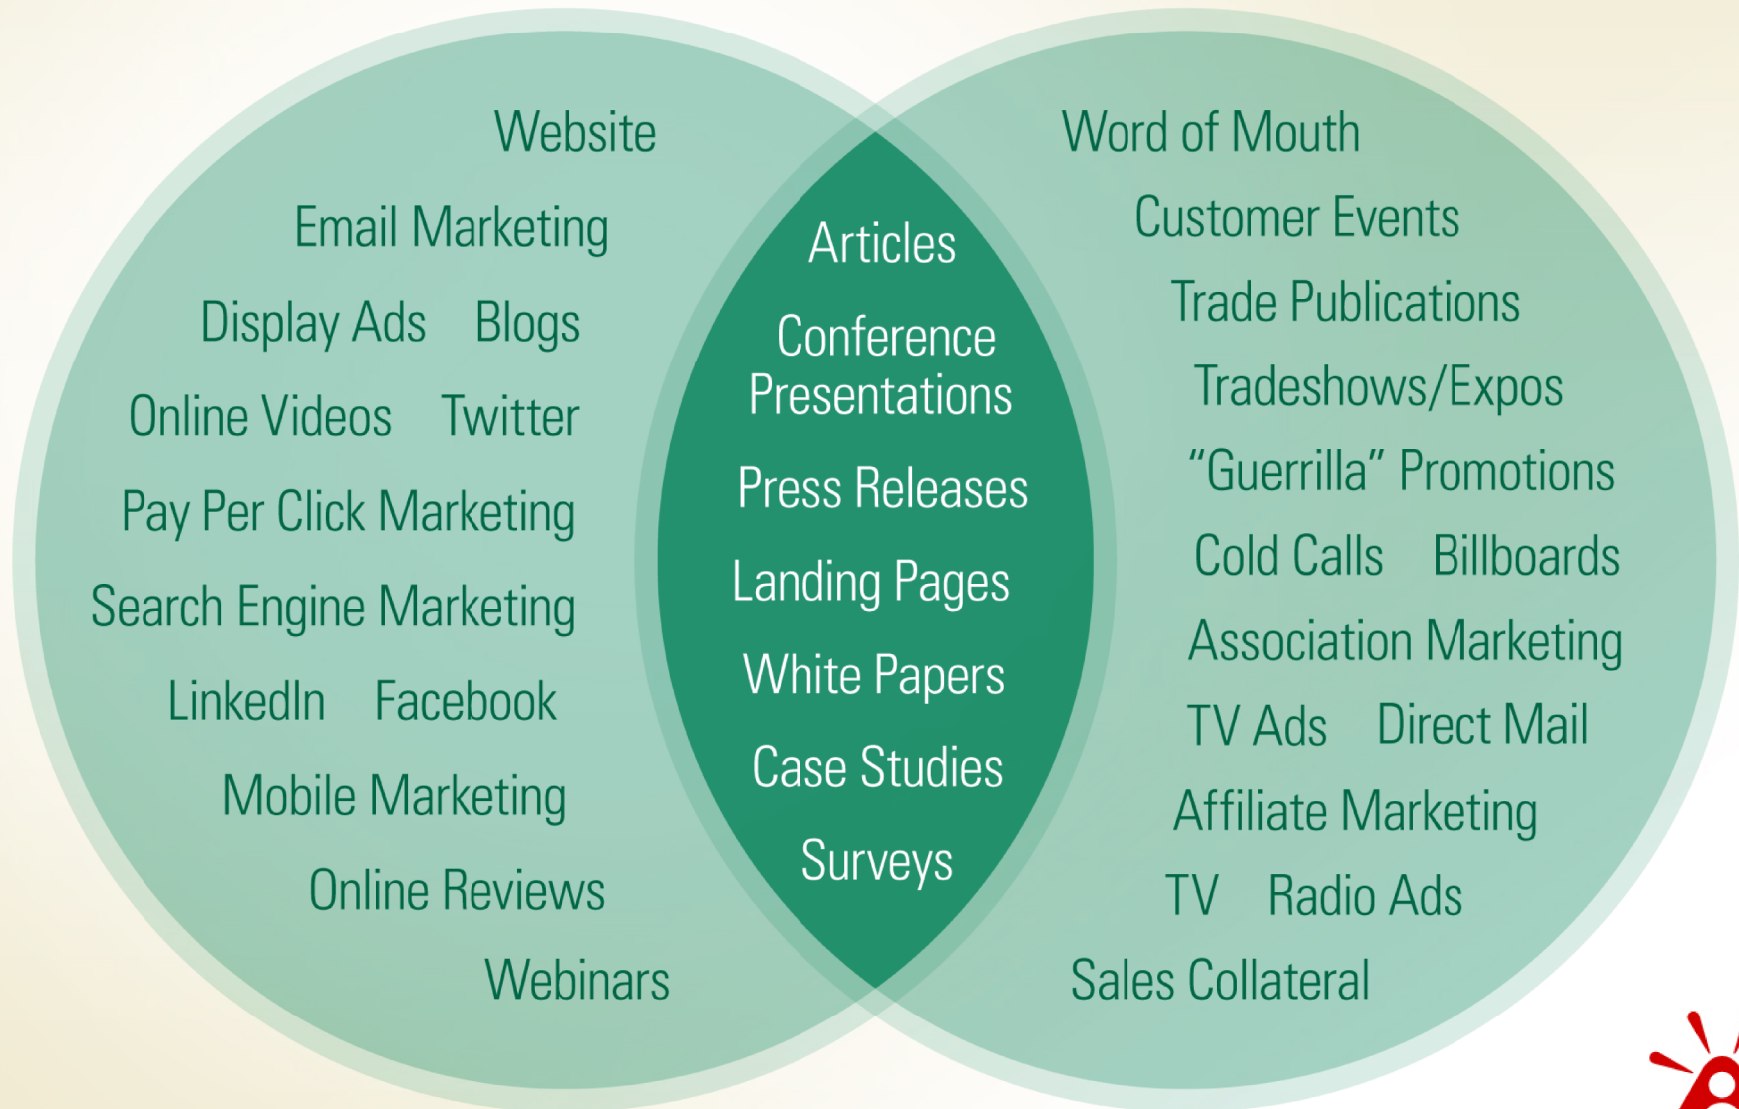 Website
Email Marketing
Display Ads Blogs
Online Videos Twitter
Pay Per Click Marketing
Search Engine Marketing
LinkedIn Facebook
Mobile Marketing
Online Reviews
Webinars
Articles
Conference
Presentations
Press Releases
Landing Pages
White Papers
Case Studies
Surveys
Word of Mouth
Customer Events
Trade Publications
Tradeshows/Expos
“Guerrilla” Promotions
Cold Calls Billboards
Association Marketing
TV Ads Direct Mail
Affiliate Marketing
TV Radio Ads
Sales Collateral